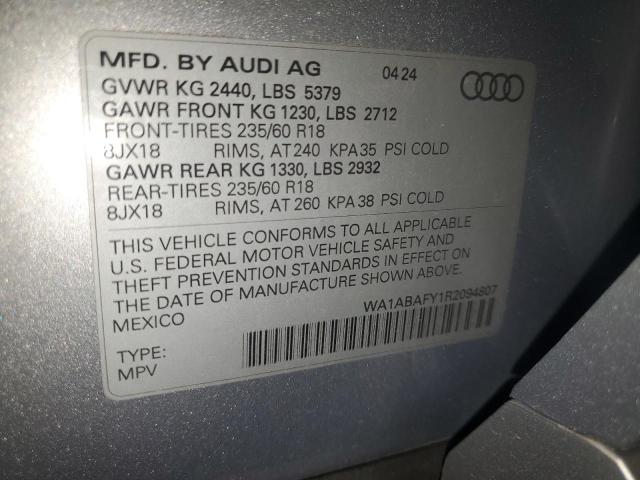 MFD. BY AUDI AG 04 24
GVWR KG 2440, LBS 5379
GAWR FRONT KG 1230, LBS 2712
FRONT-TIRES 235/60 R18
8JX18 RIMS, AT 240 KPA 35 PSI COLD
GAWR REAR KG 1330, LBS 2932
REAR-TIRES 235/60 R18
8JX18 RIMS, AT 260 KPA 38 PSI COLD
THIS VEHICLE CONFORMS TO ALL APPLICABLE
U.S. FEDERAL MOTOR VEHICLE SAFETY AND
THEFT PREVENTION STANDARDS IN EFFECT ON
THE DATE OF MANUFACTURE SHOWN ABOVE.
MEXICO
WA1ABAFY1R2094807
TYPE:
MPV